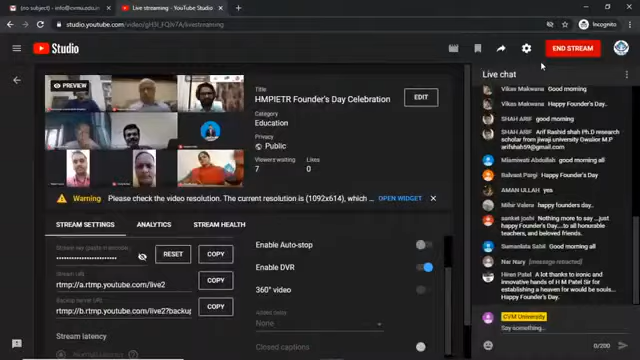 (no subject) - info@cvmu.edu.in
Live streaming - YouTube Studio
studio.youtube.com/video/gH3l_FQJv7A/livestreaming
Incognito
Studio
END STREAM
PREVIEW
Title
HMPIETR Founder's Day Celebration
EDIT
Category
Education
Privacy
Public
Viewers waiting
7
Likes
0
Warning
Please check the video resolution. The current resolution is (1092x614), which ...
OPEN WIDGET
STREAM SETTINGS
ANALYTICS
STREAM HEALTH
RESET
COPY
Stream URL
rtmp://a.rtmp.youtube.com/live2
COPY
Backup server URL
rtmp://b.rtmp.youtube.com/live2?backup
COPY
Stream latency
Normal latency
Enable Auto-stop
Enable DVR
360° video
Added delay
None
Closed captions
Live chat
Vikas Makwana Good morning
Vikas Makwana Happy Founder's Day..
SHAH ARIF good morning
SHAH ARIF Arif Rashid shah Ph.D research
scholar from jiwaji university Gwalior M.P
arifshah59@gmail.com
Mismiwati Abdullah good morning all
Balwant Pargi Happy Founder's Day
AMAN ULLAH yes
Mihir Valera happy founders day..
sanket joshi Nothing more to say ...just
happy Founder's Day....to all honorable
teachers, and beloved friends.
Sumanlata Sahil Good morning all
Nar Nary [message retracted]
Hiren Patel A lot thanks to iconic and
innovative hands of H M Patel Sir for
establishing a heaven for would be souls...
Happy Founder's Day.
CVM University
Say something...
0/200